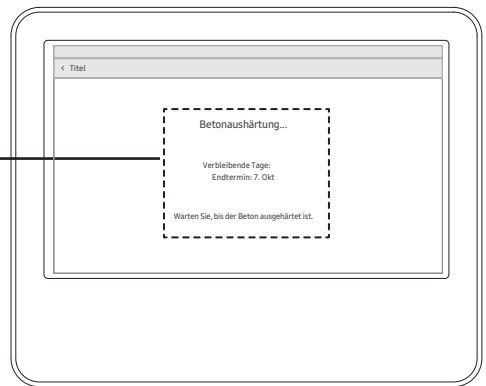 < Titel
Betonaushärtung...
Verbleibende Tage:
Endtermin: 7. Okt
Warten Sie, bis der Beton ausgehärtet ist.